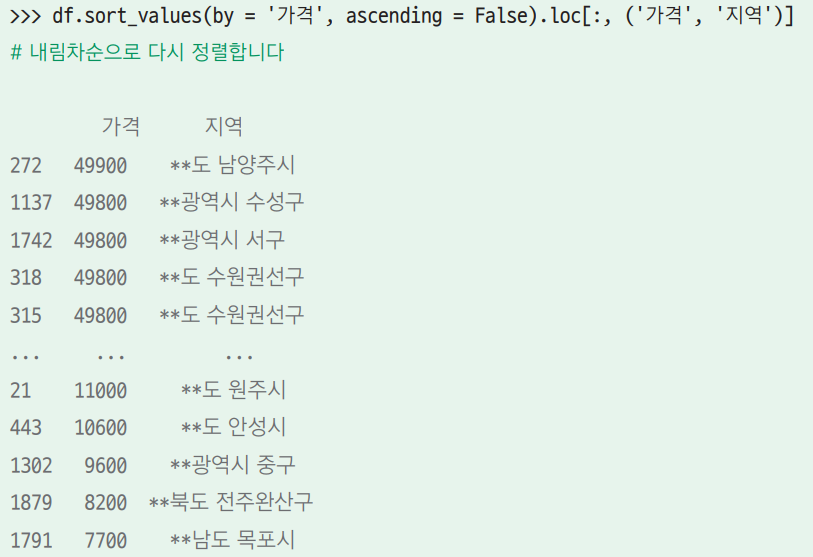 >>> df.sort_values(by = '가격', ascending = False).loc[:, ('가격', '지역')]
# 내림차순으로 다시 정렬합니다
가격 지역
272 49900 **도 남양주시
1137 49800 **광역시 수성구
1742 49800 **광역시 서구
318 49800 **도 수원권선구
315 49800 **도 수원권선구
... ... ...
21 11000 **도 원주시
443 10600 **도 안성시
1302 9600 **광역시 중구
1879 8200 **북도 전주완산구
1791 7700 **남도 목포시